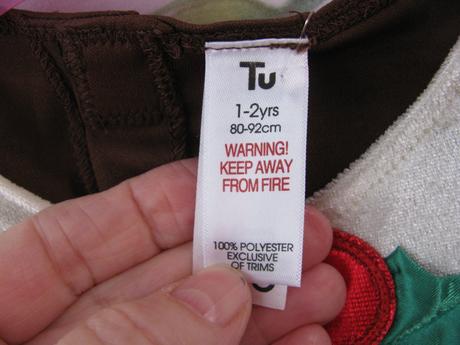 Tu
1-2yrs
80-92cm
WARNING!
KEEP AWAY
FROM FIRE
100% POLYESTER
EXCLUSIVE
OF TRIMS